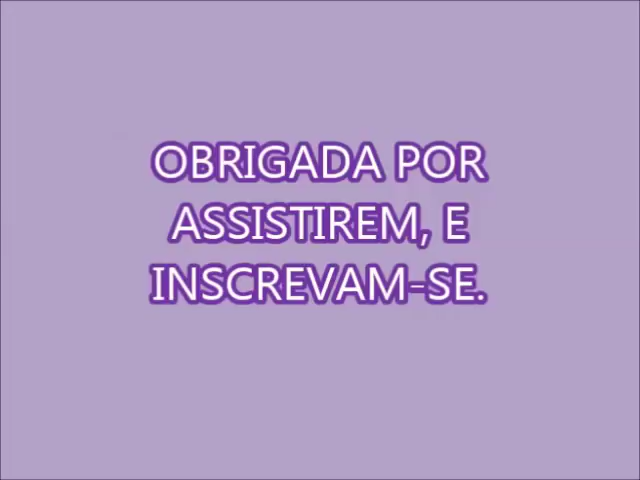 OBRIGADA POR
ASSISTIREM, E
INSCREVAM-SE.